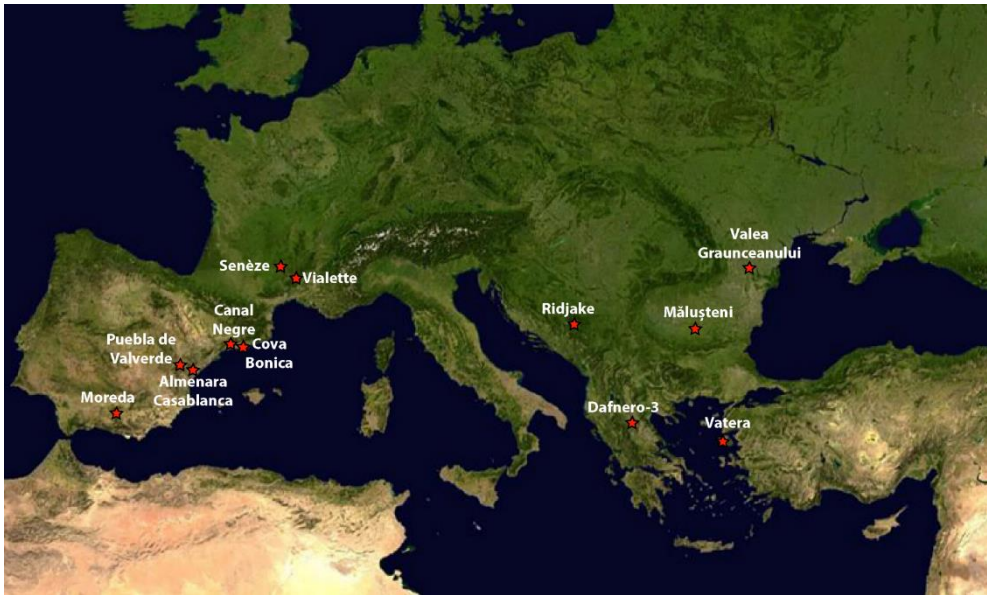 Valea
Graunceanului
Senèze
Vialette
Canal
Negre
Ridjake
Mălușteni
Puebla de
Valverde
Cova
Bonica
Almenara
Casablanca
Moreda
Dafnero-3
Vatera